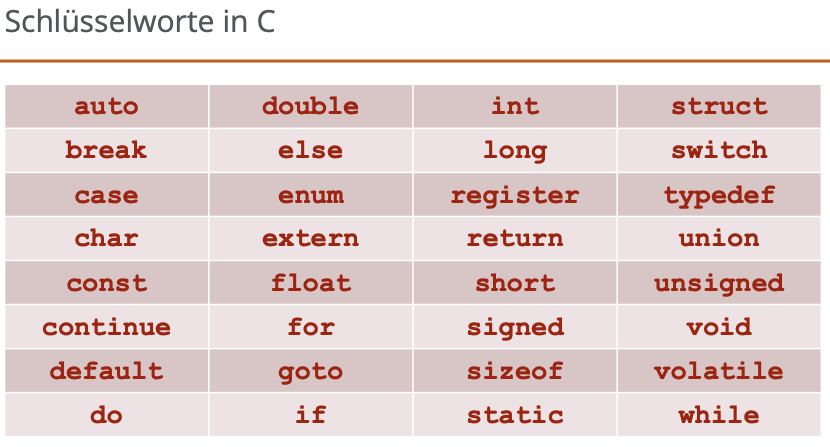 Schlüsselworte in C
auto double int struct
break else long switch
case enum register typedef
char extern return union
const float short unsigned
continue for signed void
default goto sizeof volatile
do if static while